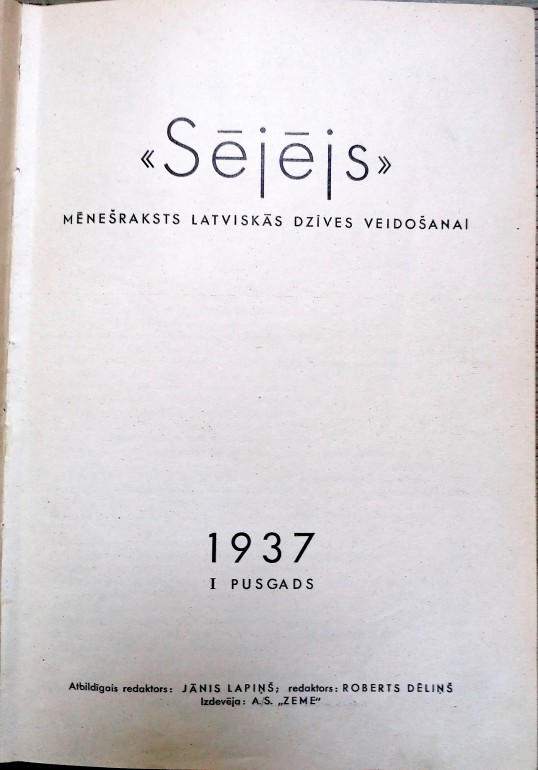 «Sējējs»
MĒNEŠRAKSTS LATVISKĀS DZĪVES VEIDOŠANAI
1937
I PUSGADS
Atbildīgais redaktors: JĀNIS LAPIŅŠ; redaktors: ROBERTS DĒLIŅŠ
Izdevēja: A.S. „ZEME“